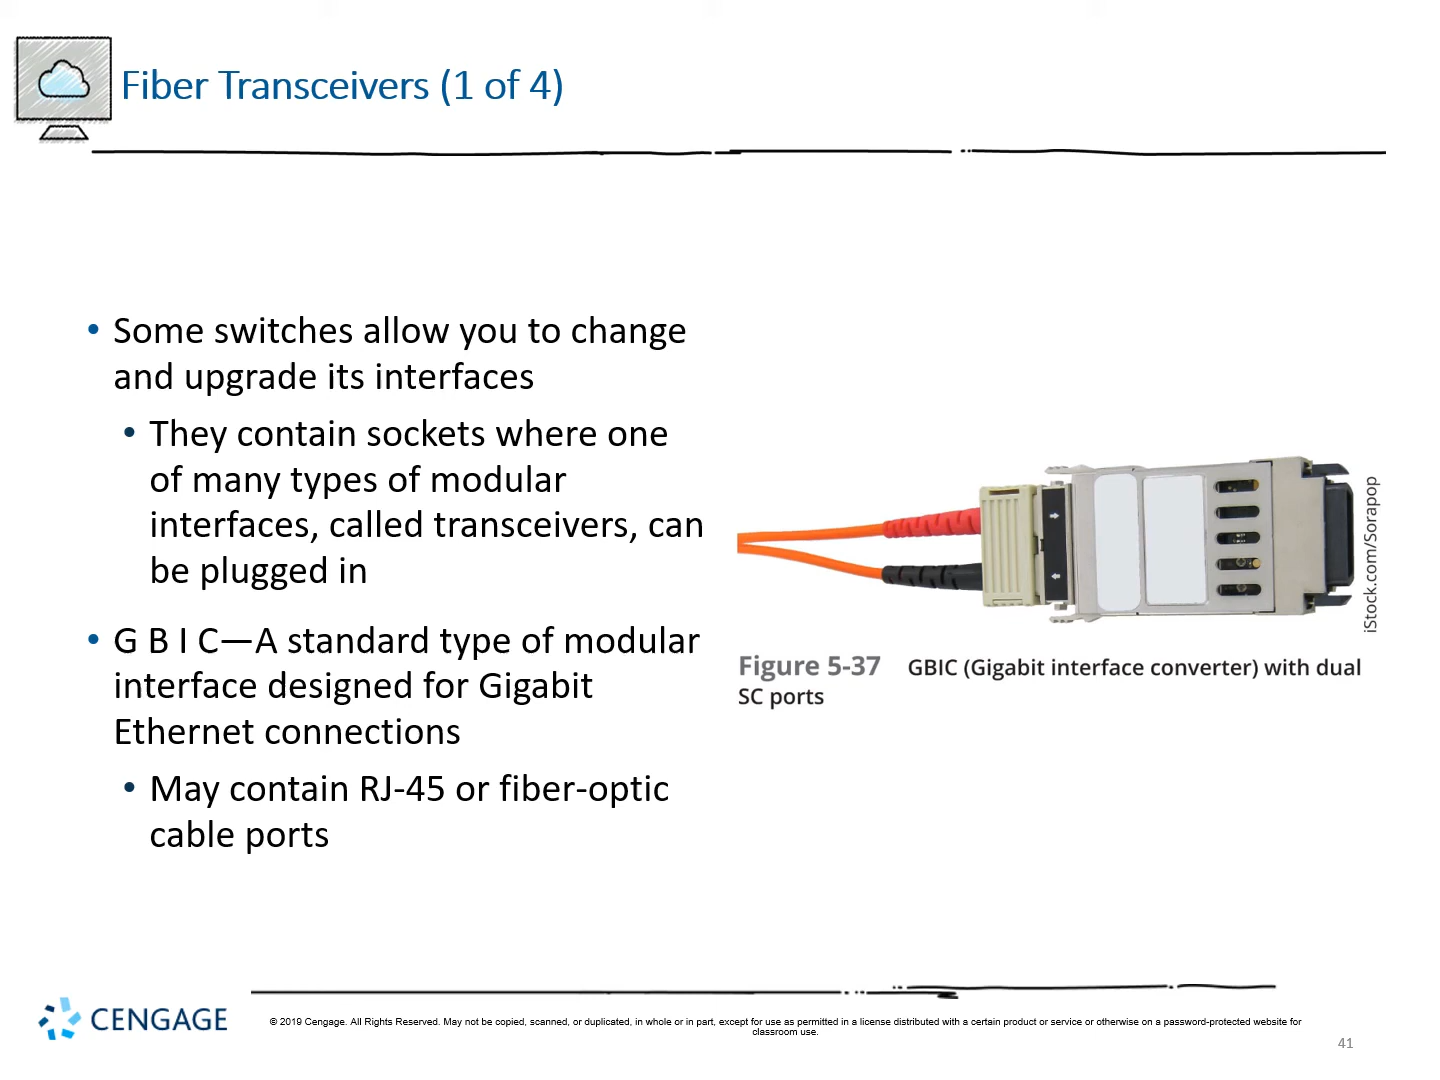 Fiber Transceivers (1 of 4)
• Some switches allow you to change
and upgrade its interfaces
• They contain sockets where one
of many types of modular
interfaces, called transceivers, can
be plugged in
• G B I C—A standard type of modular
interface designed for Gigabit
Ethernet connections
• May contain RJ-45 or fiber-optic
cable ports
iStock.com/Sorapop
Figure 5-37 GBIC (Gigabit interface converter) with dual
SC ports
CENGAGE
© 2019 Cengage. All Rights Reserved. May not be copied, scanned, or duplicated, in whole or in part, except for use as permitted in a license distributed with a certain product or service or otherwise on a password-protected website for
classroom use.
41